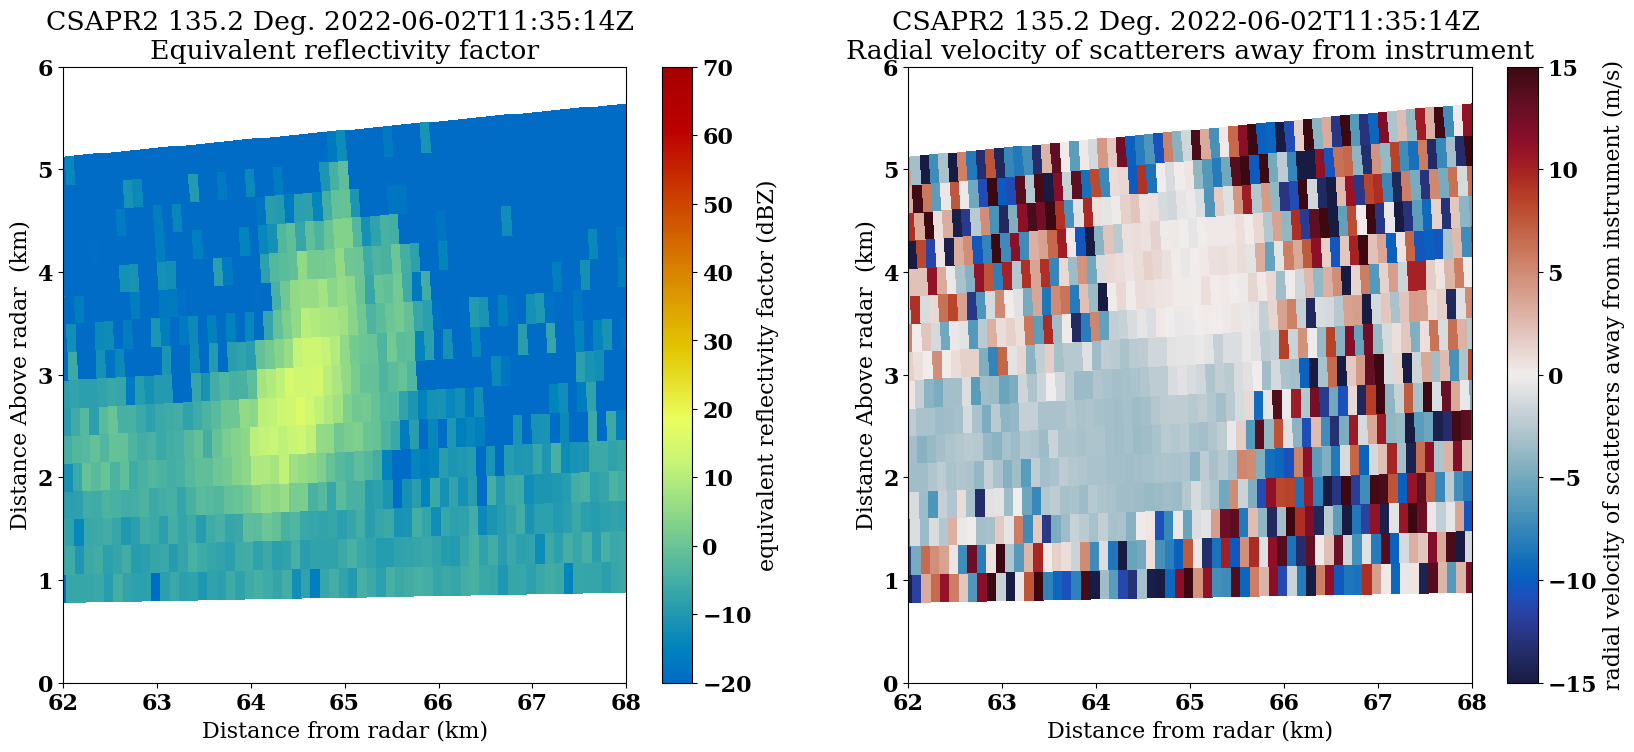 CSAPR2 135.2 Deg. 2022-06-02T11:35:14Z
Equivalent reflectivity factor
6
5
4
3
2
1
0
Distance Above radar (km)
62 63 64 65 66 67 68
Distance from radar (km)
70
60
50
40
30
20
10
0
−10
−20
equivalent reflectivity factor (dBZ)
CSAPR2 135.2 Deg. 2022-06-02T11:35:14Z
Radial velocity of scatterers away from instrument
6
5
4
3
2
1
0
Distance Above radar (km)
62 63 64 65 66 67 68
Distance from radar (km)
15
10
5
0
−5
−10
−15
radial velocity of scatterers away from instrument (m/s)